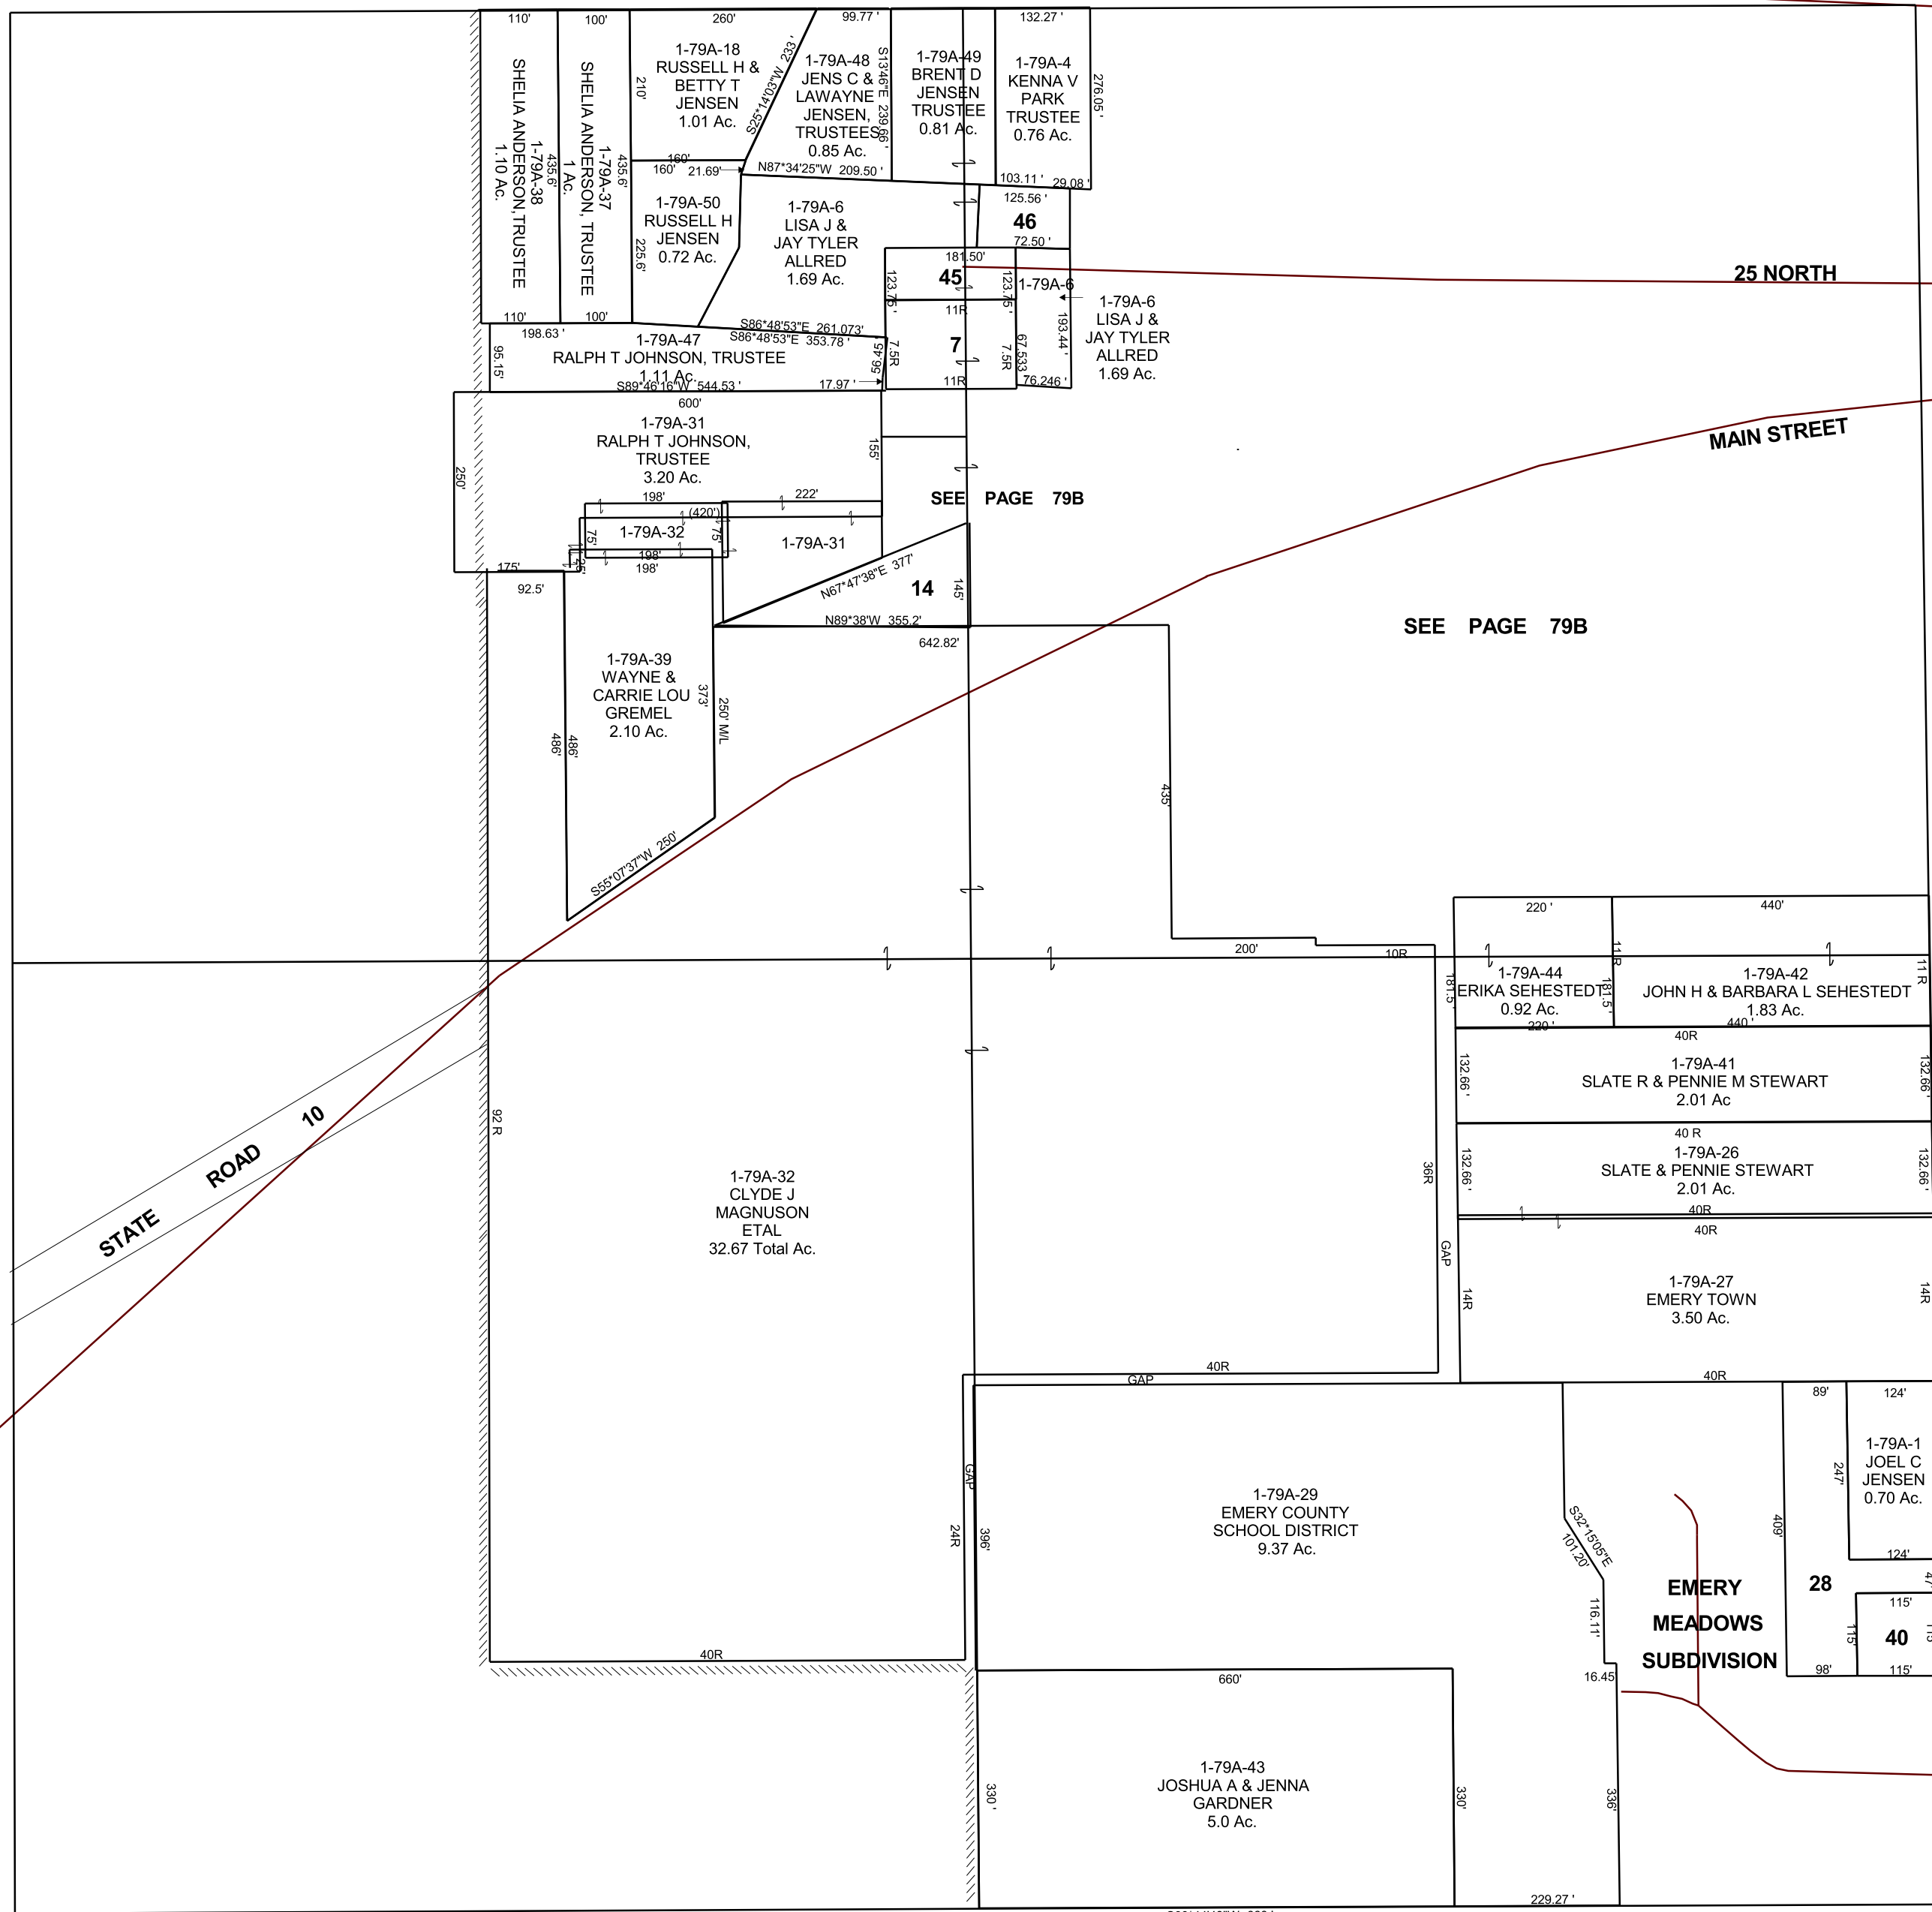 110'
100'
260'
99.77 '
132.27 '
SHELIA ANDERSON,TRUSTEE
1-79A-38
1.10 Ac.
435.6'
SHELIA ANDERSON, TRUSTEE
1-79A-37
1 Ac.
435.6'
110'
100'
1-79A-18
RUSSELL H &
BETTY T
JENSEN
1.01 Ac.
210'
160'
S25*14'03"W 233 '
1-79A-48
JENS C &
LAWAYNE
JENSEN,
TRUSTEES
0.85 Ac.
S13'46"E 239.66 '
N87*34'25"W 209.50 '
1-79A-49
BRENT D
JENSEN
TRUSTEE
0.81 Ac.
1-79A-4
KENNA V
PARK
TRUSTEE
0.76 Ac.
276.05 '
103.11 '
29.08 '
160'
21.69'
1-79A-50
RUSSELL H
JENSEN
0.72 Ac.
225.6'
1-79A-6
LISA J &
JAY TYLER
ALLRED
1.69 Ac.
125.56 '
46
72.50 '
181.50'
45
123.75 '
123.75 '
11R
7
7.5R
7.5R
11R
1-79A-6
193.44 '
67.533 '
76.246 '
1-79A-6
LISA J &
JAY TYLER
ALLRED
1.69 Ac.
25 NORTH
S86*48'53"E 261.073'
S86*48'53"E 353.78 '
198.63 '
95.15'
1-79A-47
RALPH T JOHNSON, TRUSTEE
1.11 Ac.
56.45 '
17.97 '
S89*46'16"W 544.53 '
600'
1-79A-31
RALPH T JOHNSON,
TRUSTEE
3.20 Ac.
250'
155'
MAIN STREET
SEE PAGE 79B
198'
222'
(420')
75'
1-79A-32
75'
198'
198'
25'
175'
1-79A-31
N67*47'38"E 377'
14
145'
N89*38'W 355.2'
642.82'
SEE PAGE 79B
92.5'
1-79A-39
WAYNE &
CARRIE LOU
GREMEL
2.10 Ac.
373'
250' M/L
486'
486'
S55*07'37"W 250'
435'
200'
10R
220 '
440'
11 R
11 R
181.5 '
1-79A-44
ERIKA SEHESTEDT
0.92 Ac.
181.5 '
220 '
1-79A-42
JOHN H & BARBARA L SEHESTEDT
1.83 Ac.
440 '
40R
132.66 '
1-79A-41
SLATE R & PENNIE M STEWART
2.01 Ac
132.66 '
40 R
132.66 '
1-79A-26
SLATE & PENNIE STEWART
2.01 Ac.
132.66 '
40R
40R
GAP
14R
1-79A-27
EMERY TOWN
3.50 Ac.
14R
40R
STATE ROAD 10
92 R
1-79A-32
CLYDE J
MAGNUSON
ETAL
32.67 Total Ac.
36R
40R
GAP
GAP
24R
396'
40R
1-79A-29
EMERY COUNTY
SCHOOL DISTRICT
9.37 Ac.
S32*15'05"E
101.20'
116.11'
16.45
EMERY
MEADOWS
SUBDIVISION
409'
89'
124'
1-79A-1
JOEL C
JENSEN
0.70 Ac.
247'
124'
28
47'
115'
115'
40
115'
98'
115'
660'
330 '
1-79A-43
JOSHUA A & JENNA
GARDNER
5.0 Ac.
330'
336'
229.27 '